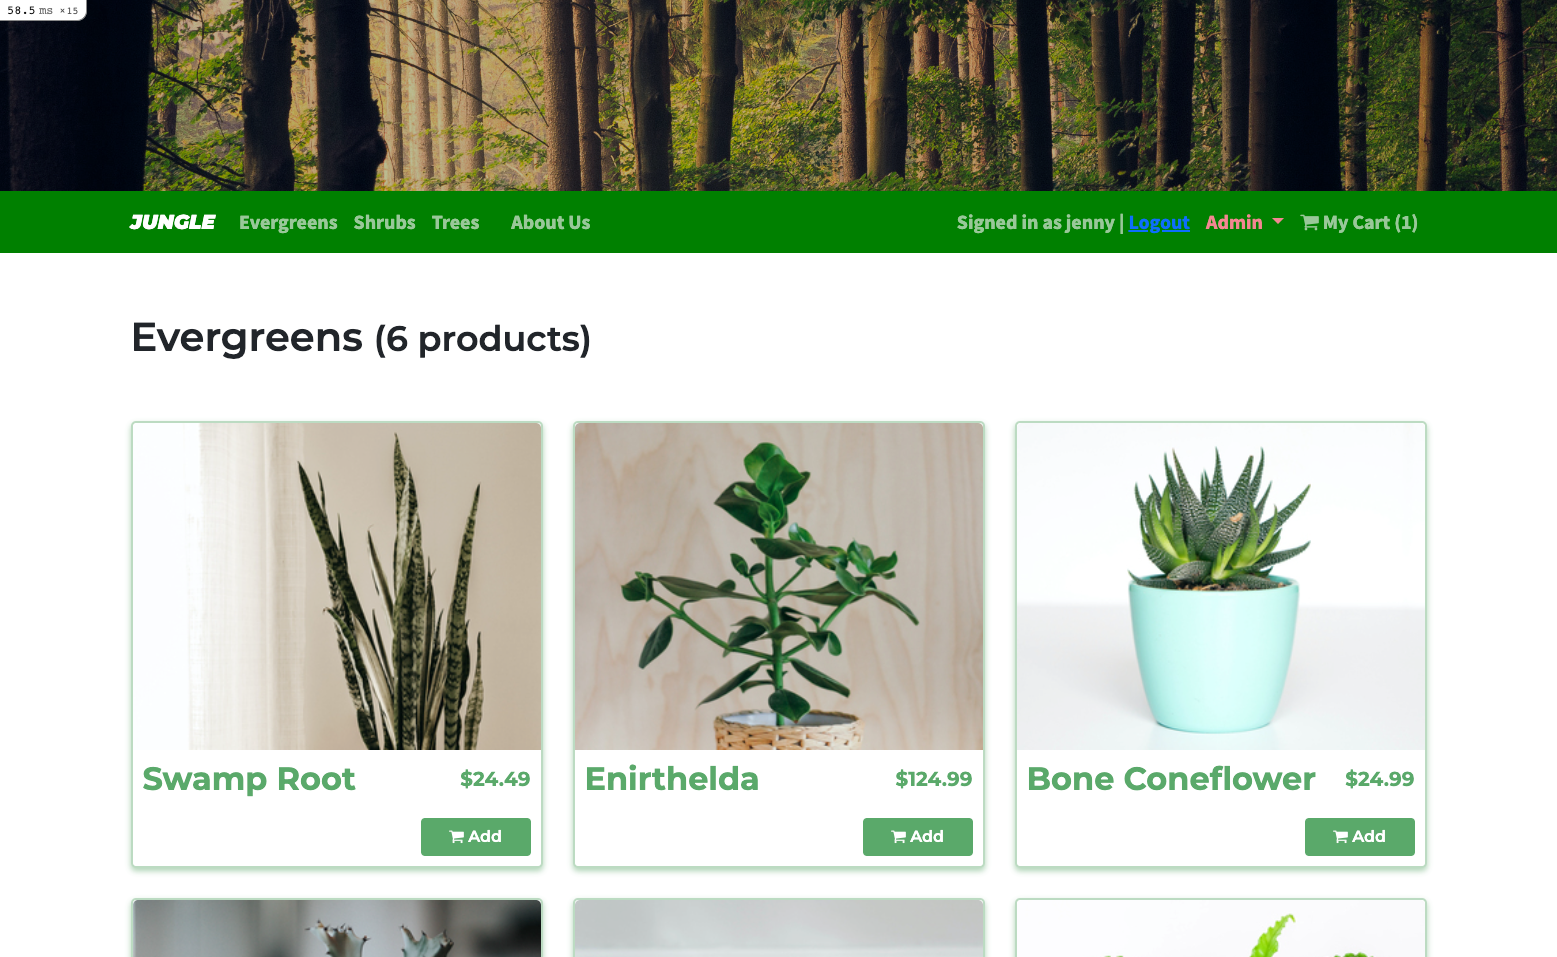 58.5 ms ×15
JUNGLE Evergreens Shrubs Trees About Us Signed in as jenny | Logout Admin My Cart (1)
Evergreens (6 products)
Swamp Root $24.49
Add
Enirthelda $124.99
Add
Bone Coneflower $24.99
Add